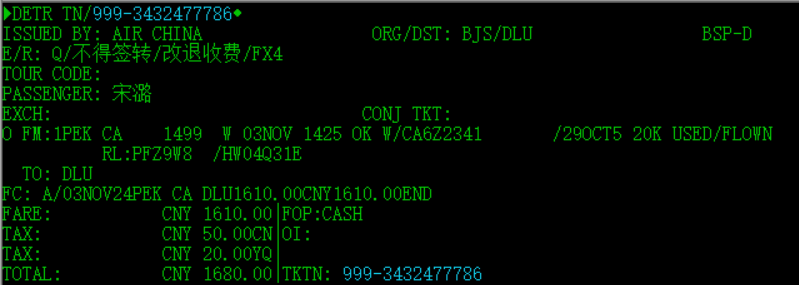 ▶DETR TN/999-3432477786◆
ISSUED BY: AIR CHINA ORG/DST: BJS/DLU BSP-D
E/R: Q/不得签转/改退收费/FX4
TOUR CODE:
PASSENGER: 宋潞
EXCH: CONJ TKT:
O FM:1PEK CA 1499 W 03NOV 1425 OK W/CA6Z2341 /29OCT5 20K USED/FLOWN
RL:PFZ9W8 /HW04Q31E
TO: DLU
FC: A/03NOV24PEK CA DLU1610.00CNY1610.00END
FARE: CNY 1610.00|FOP:CASH
TAX: CNY 50.00CN|OI:
TAX: CNY 20.00YQ|
TOTAL: CNY 1680.00|TKTN: 999-3432477786